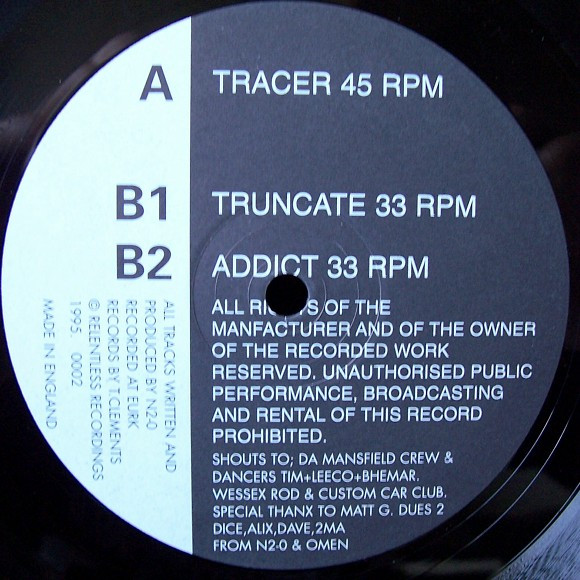 A TRACER 45 RPM
B1 TRUNCATE 33 RPM
B2 ADDICT 33 RPM
ALL RIGHTS OF THE
MANFACTURER AND OF THE OWNER
OF THE RECORDED WORK
RESERVED. UNAUTHORISED PUBLIC
PERFORMANCE, BROADCASTING
AND RENTAL OF THIS RECORD
PROHIBITED.
SHOUTS TO; DA MANSFIELD CREW &
DANCERS TIM+LEECO+BHEMAR.
WESSEX ROD & CUSTOM CAR CLUB.
SPECIAL THANX TO MATT G. DUES 2
DICE,ALIX,DAVE,2MA
FROM N2-0 & OMEN
ALL TRACKS WRITTEN AND
PRODUCED BY N2-0
RECORDED AT EURK
RECORDS BY.T CLEMENTS
© RELENTLESS RECORDINGS
1995. 0002
MADE IN ENGLAND